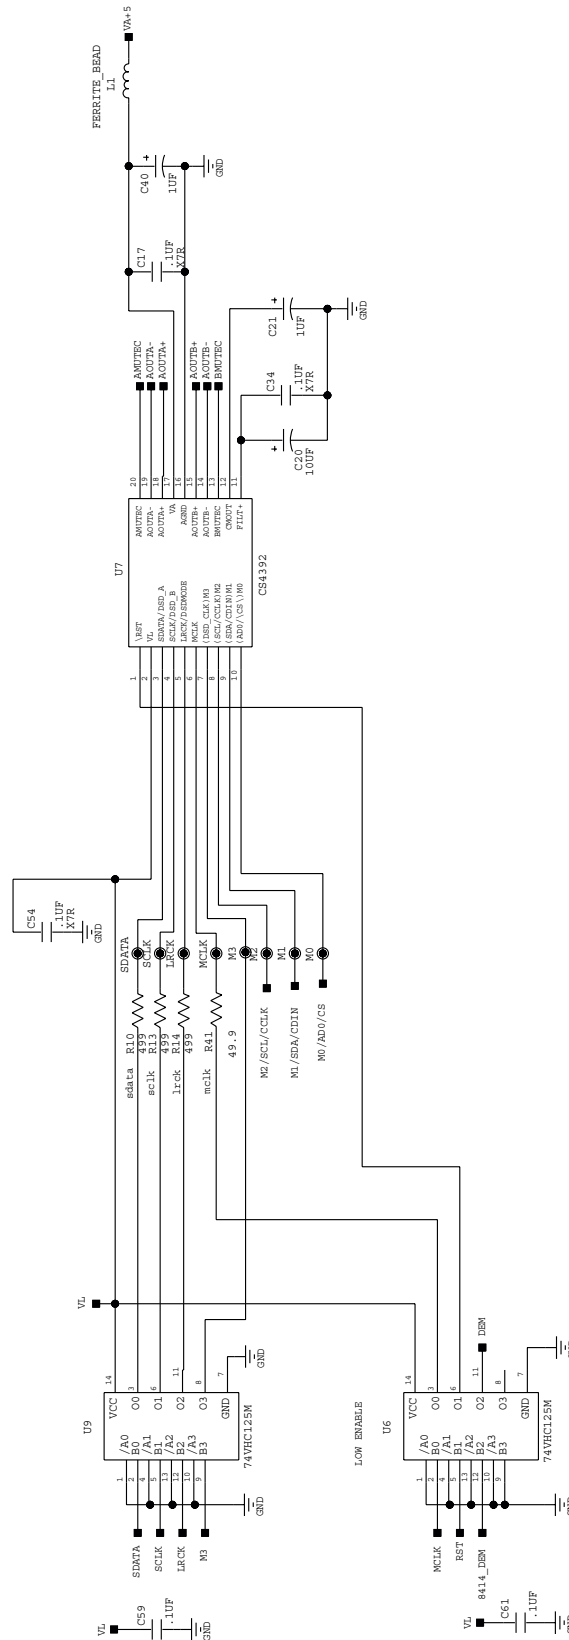 VA+5
FERRITE_BEAD
L1
+
C40
1UF
GND
C17
.1UF
X7R
+
C21
1UF
GND
C34
.1UF
X7R
+
C20
10UF
AMUTEC
AOUTA-
AOUTA+
AOUTB+
AOUTB-
BMUTEC
20
19
18
17
16
15
14
13
12
11
AMUTEC
AOUTA-
AOUTA+
VA
AGND
AOUTB+
AOUTB-
BMUTEC
CMOUT
FILT+
U7
CS4392
\RST
VL
SDATA/DSD_A
SCLK/DSD_B
LRCK/DSDMODE
MCLK
(DSD_CLK)M3
(SCL/CCLK)M2
(SDA/CDIN)M1
(AD0/\CS\)M0
1
2
3
4
5
6
7
8
9
10
C54
.1UF
X7R
GND
SDATA
SCLK
LRCK
MCLK
M3
M2
M1
M0
R10
499
R13
499
R14
499
R41
49.9
sdata
sclk
lrck
mclk
M2/SCL/CCLK
M1/SDA/CDIN
M0/AD0/CS
VL
U9
74VHC125M
14
3
6
11
8
7
VCC
O0
O1
O2
O3
GND
/A0
B0
/A1
B1
/A2
B2
/A3
B3
1
2
4
5
13
12
10
9
GND
GND
SDATA
SCLK
LRCK
M3
VL
C59
.1UF
GND
LOW ENABLE
U6
74VHC125M
14
3
6
11
8
7
DEM
VCC
O0
O1
O2
O3
GND
/A0
B0
/A1
B1
/A2
B2
/A3
B3
1
2
4
5
13
12
10
9
GND
MCLK
RST
8414_DEM
VL
C61
.1UF